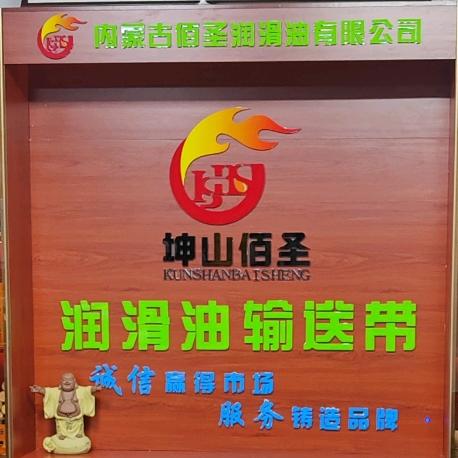 内蒙古佰圣润滑油有限公司
KSBS
坤山佰圣
KUNSHANBAISHENG
润滑油输送带
诚信赢得市场
服务铸造品牌